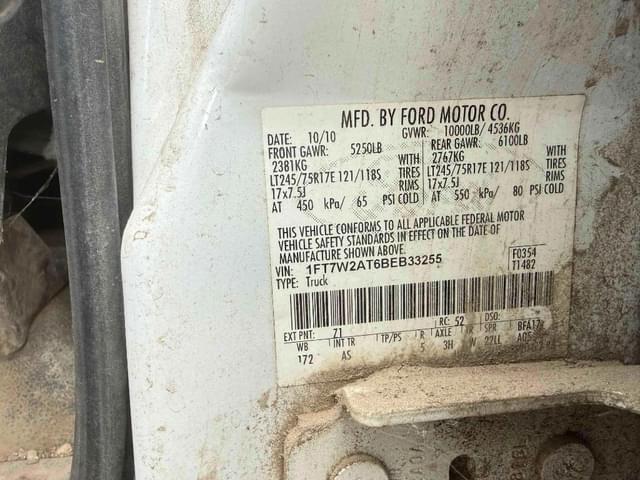 MFD. BY FORD MOTOR CO.
DATE: 10/10 GVWR: 10000LB/ 4536KG
FRONT GAWR: 5250LB REAR GAWR: 6100LB
2381KG WITH 2767KG WITH
LT245/75R17E 121/118S TIRES LT245/75R17E 121/118S TIRES
17x7.5J RIMS 17x7.5J RIMS
AT 450 kPa/ 65 PSI COLD AT 550 kPa/ 80 PSI COLD
THIS VEHICLE CONFORMS TO ALL APPLICABLE FEDERAL MOTOR
VEHICLE SAFETY STANDARDS IN EFFECT ON THE DATE OF
MANUFACTURE SHOWN ABOVE.
VIN: 1FT7W2AT6BEB33255 F0354
TYPE: Truck T1482
EXT PNT: Z1 RC: 52 DSO:
WB INT TR TP/PS R AXLE TR SPR BFA17
172 AS 5 3H W 22LL